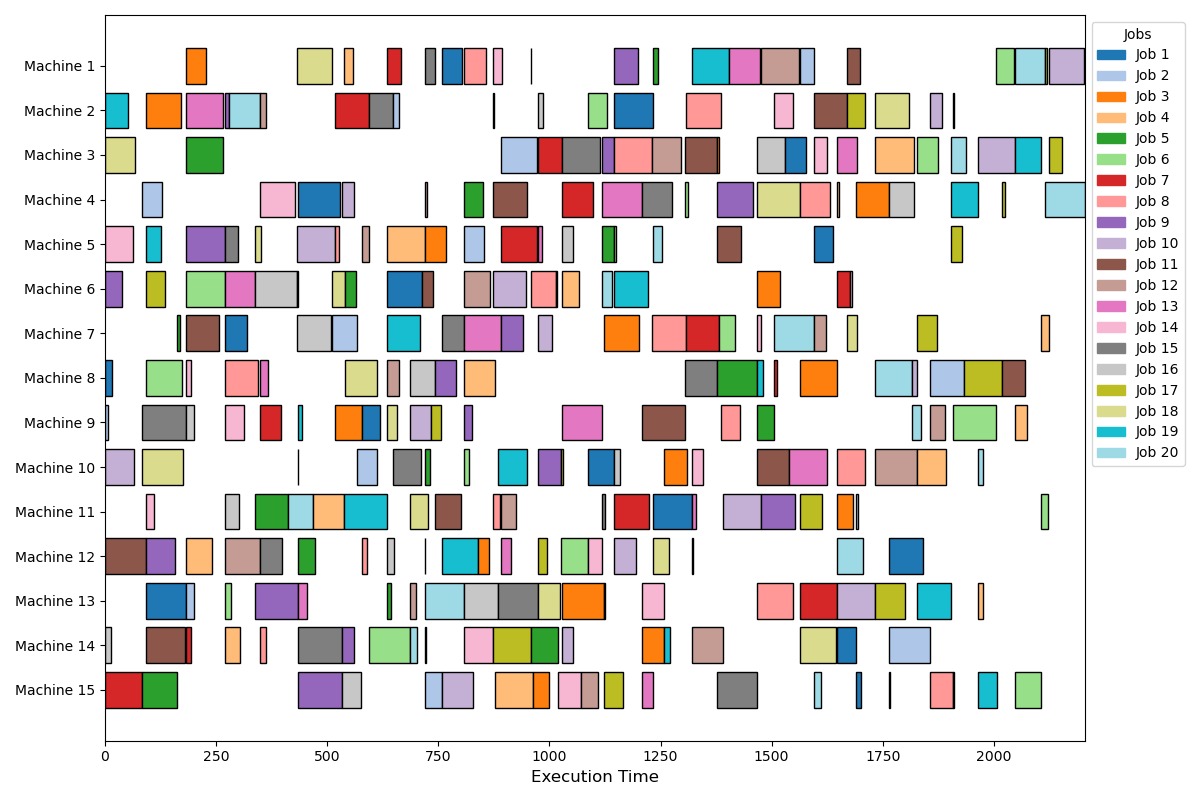 Machine 1
Machine 2
Machine 3
Machine 4
Machine 5
Machine 6
Machine 7
Machine 8
Machine 9
Machine 10
Machine 11
Machine 12
Machine 13
Machine 14
Machine 15
0 250 500 750 1000 1250 1500 1750 2000
Execution Time
Jobs
Job 1
Job 2
Job 3
Job 4
Job 5
Job 6
Job 7
Job 8
Job 9
Job 10
Job 11
Job 12
Job 13
Job 14
Job 15
Job 16
Job 17
Job 18
Job 19
Job 20